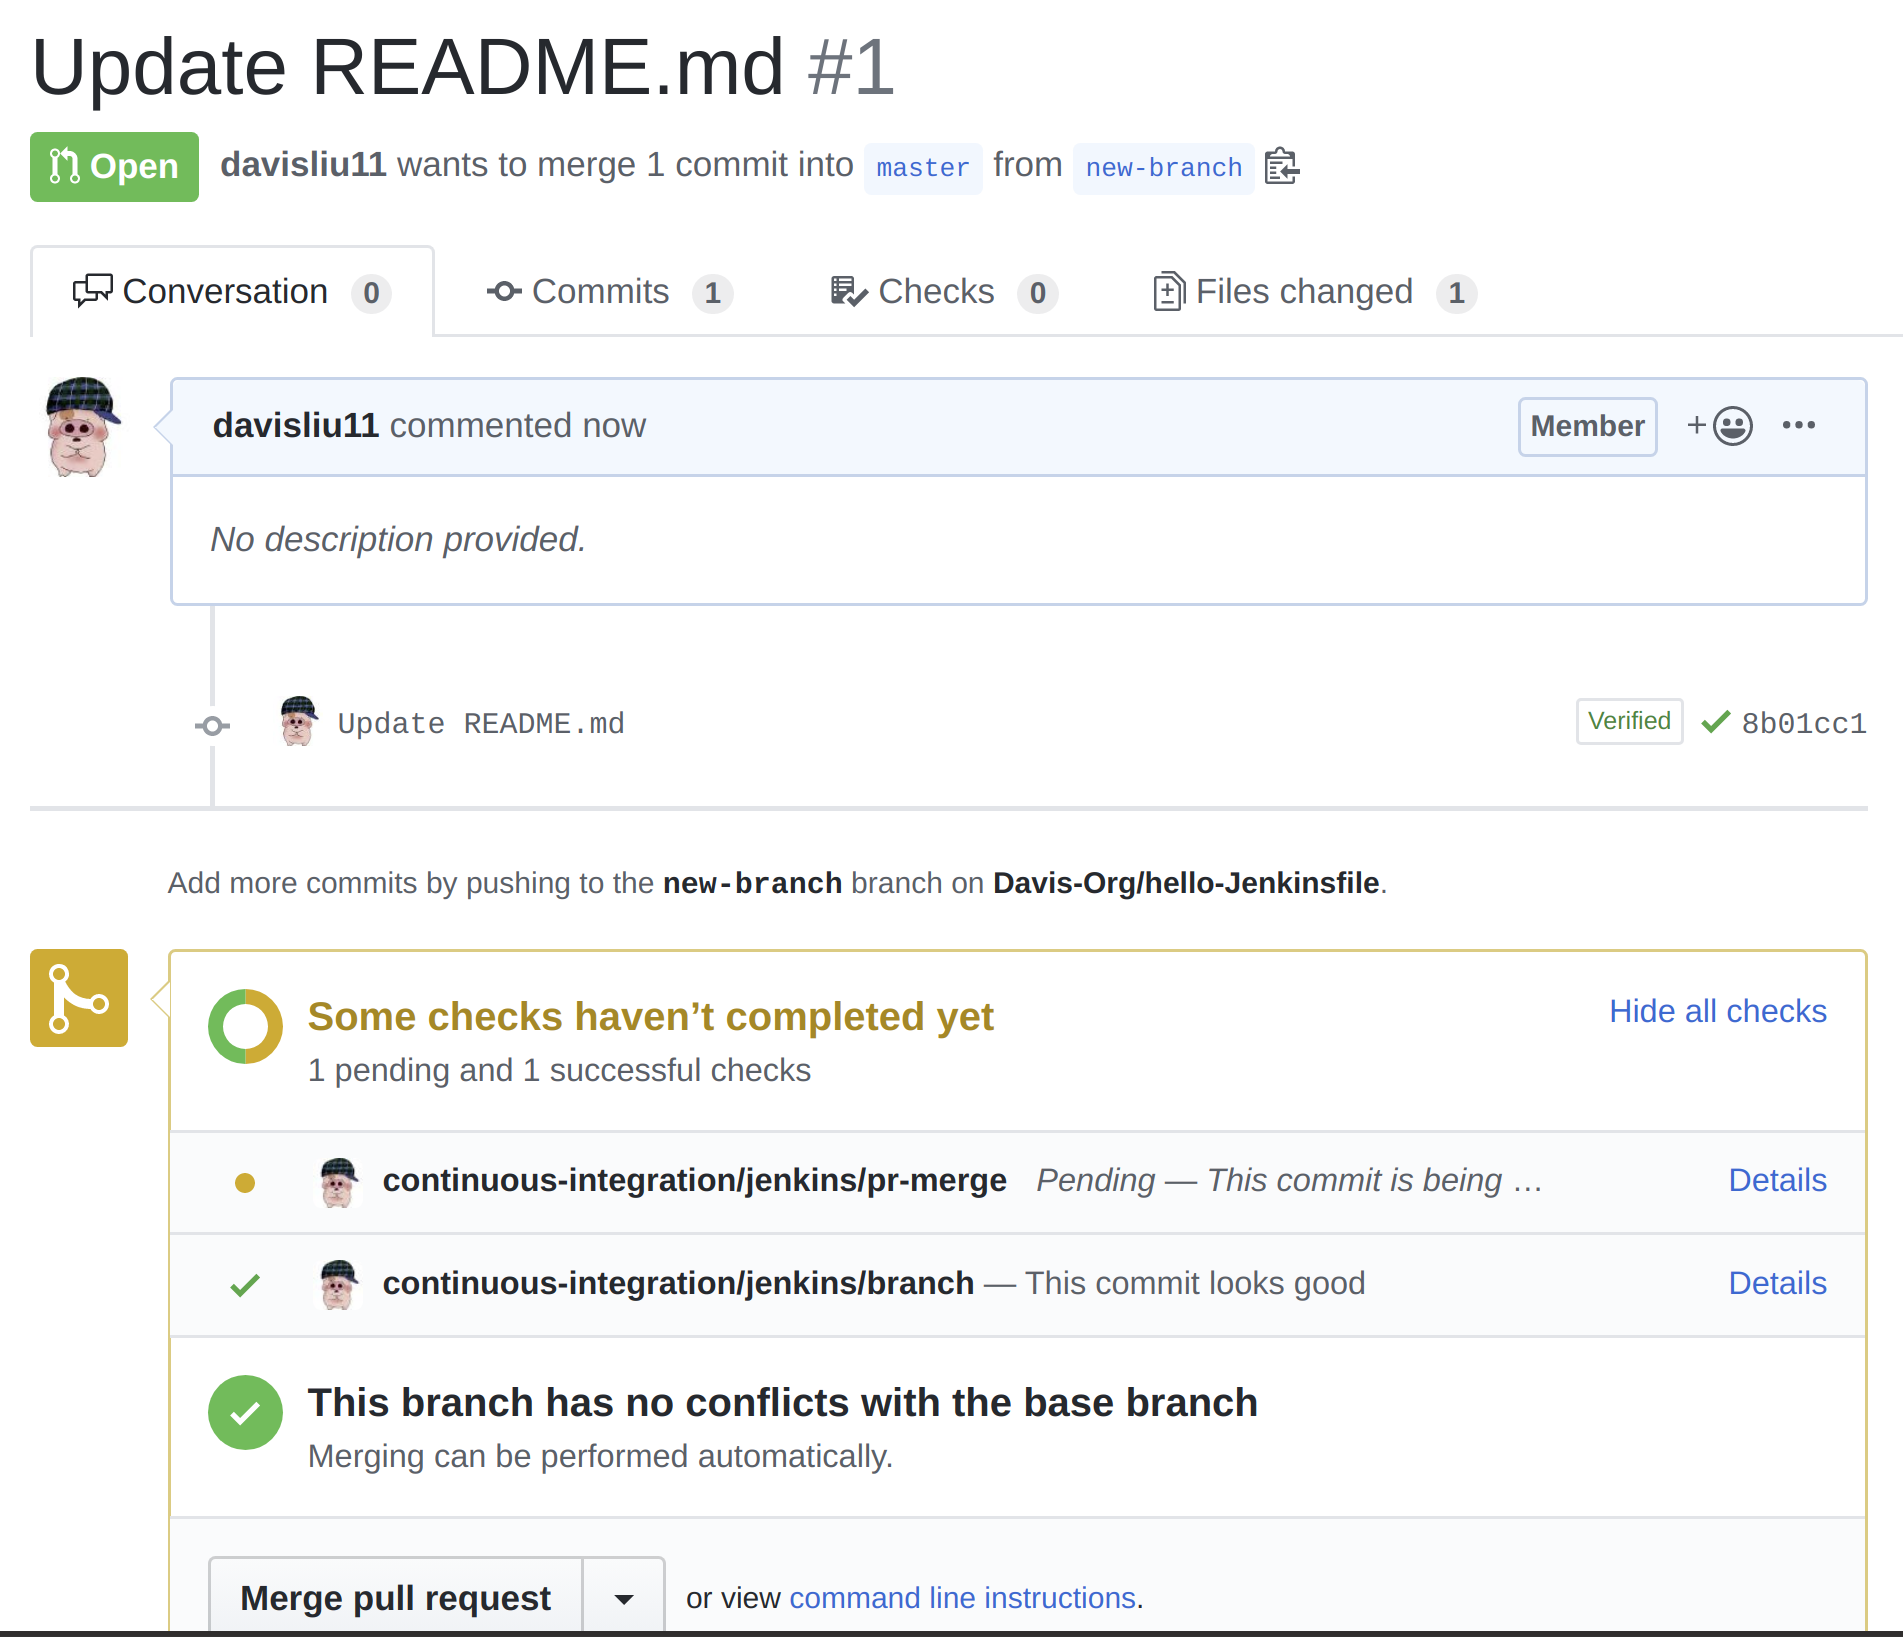 Update README.md #1
Open davisliu11 wants to merge 1 commit into master from new-branch
Conversation 0 Commits 1 Checks 0 Files changed 1
davisliu11 commented now Member + ...
No description provided.
Update README.md Verified 8b01cc1
Add more commits by pushing to the new-branch branch on Davis-Org/hello-Jenkinsfile.
Some checks haven’t completed yet Hide all checks
1 pending and 1 successful checks
continuous-integration/jenkins/pr-merge Pending — This commit is being … Details
continuous-integration/jenkins/branch — This commit looks good Details
This branch has no conflicts with the base branch
Merging can be performed automatically.
Merge pull request or view command line instructions.